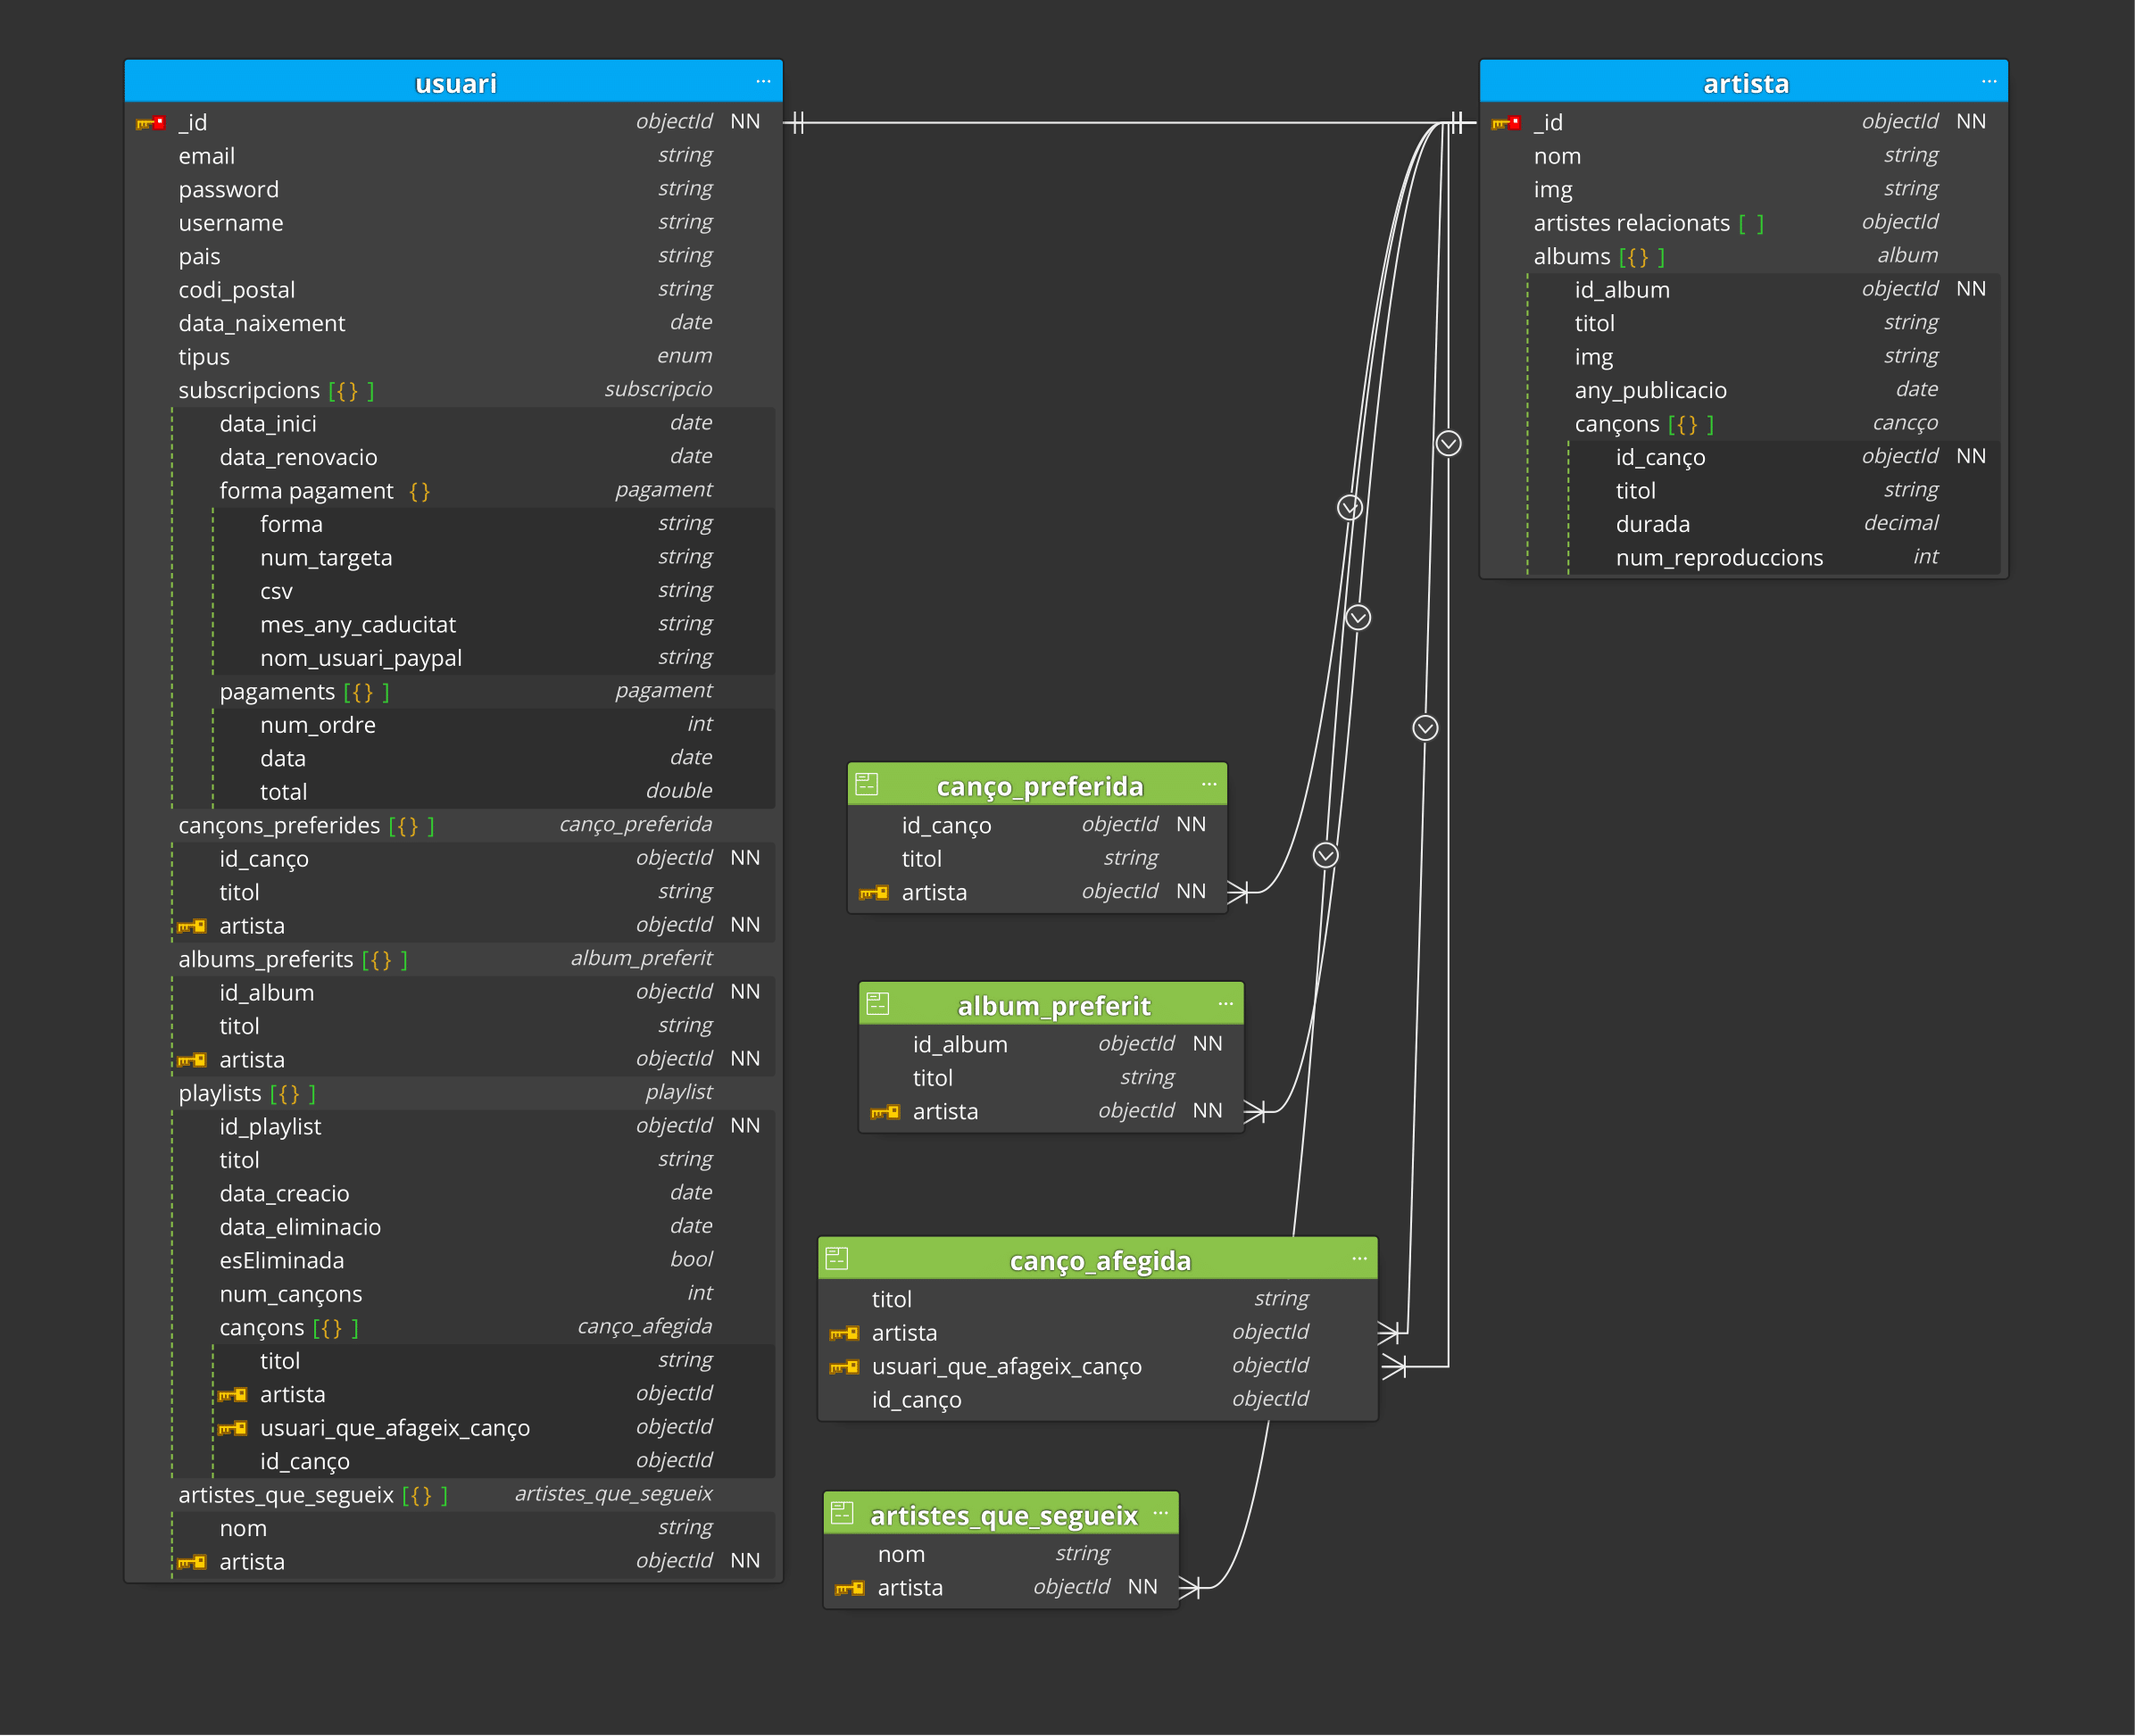 usuari ...
_id objectId NN
email string
password string
username string
pais string
codi_postal string
data_naixement date
tipus enum
subscripcions [{} ] subscripcio
data_inici date
data_renovacio date
forma pagament {} pagament
forma string
num_targeta string
csv string
mes_any_caducitat string
nom_usuari_paypal string
pagaments [{} ] pagament
num_ordre int
data date
total double
cançons_preferides [{} ] canço_preferida
id_canço objectId NN
titol string
artista objectId NN
albums_preferits [{} ] album_preferit
id_album objectId NN
titol string
artista objectId NN
playlists [{} ] playlist
id_playlist objectId NN
titol string
data_creacio date
data_eliminacio date
esEliminada bool
num_cançons int
cançons [{} ] canço_afegida
titol string
artista objectId
usuari_que_afageix_canço objectId
id_canço objectId
artistes_que_segueix [{} ] artistes_que_segueix
nom string
artista objectId NN
canço_preferida ...
id_canço objectId NN
titol string
artista objectId NN
album_preferit ...
id_album objectId NN
titol string
artista objectId NN
canço_afegida ...
titol string
artista objectId
usuari_que_afageix_canço objectId
id_canço objectId
artistes_que_segueix ...
nom string
artista objectId NN
artista ...
_id objectId NN
nom string
img string
artistes relacionats [ ] objectId
albums [{} ] album
id_album objectId NN
titol string
img string
any_publicacio date
cançons [{} ] cancço
id_canço objectId NN
titol string
durada decimal
num_reproduccions int